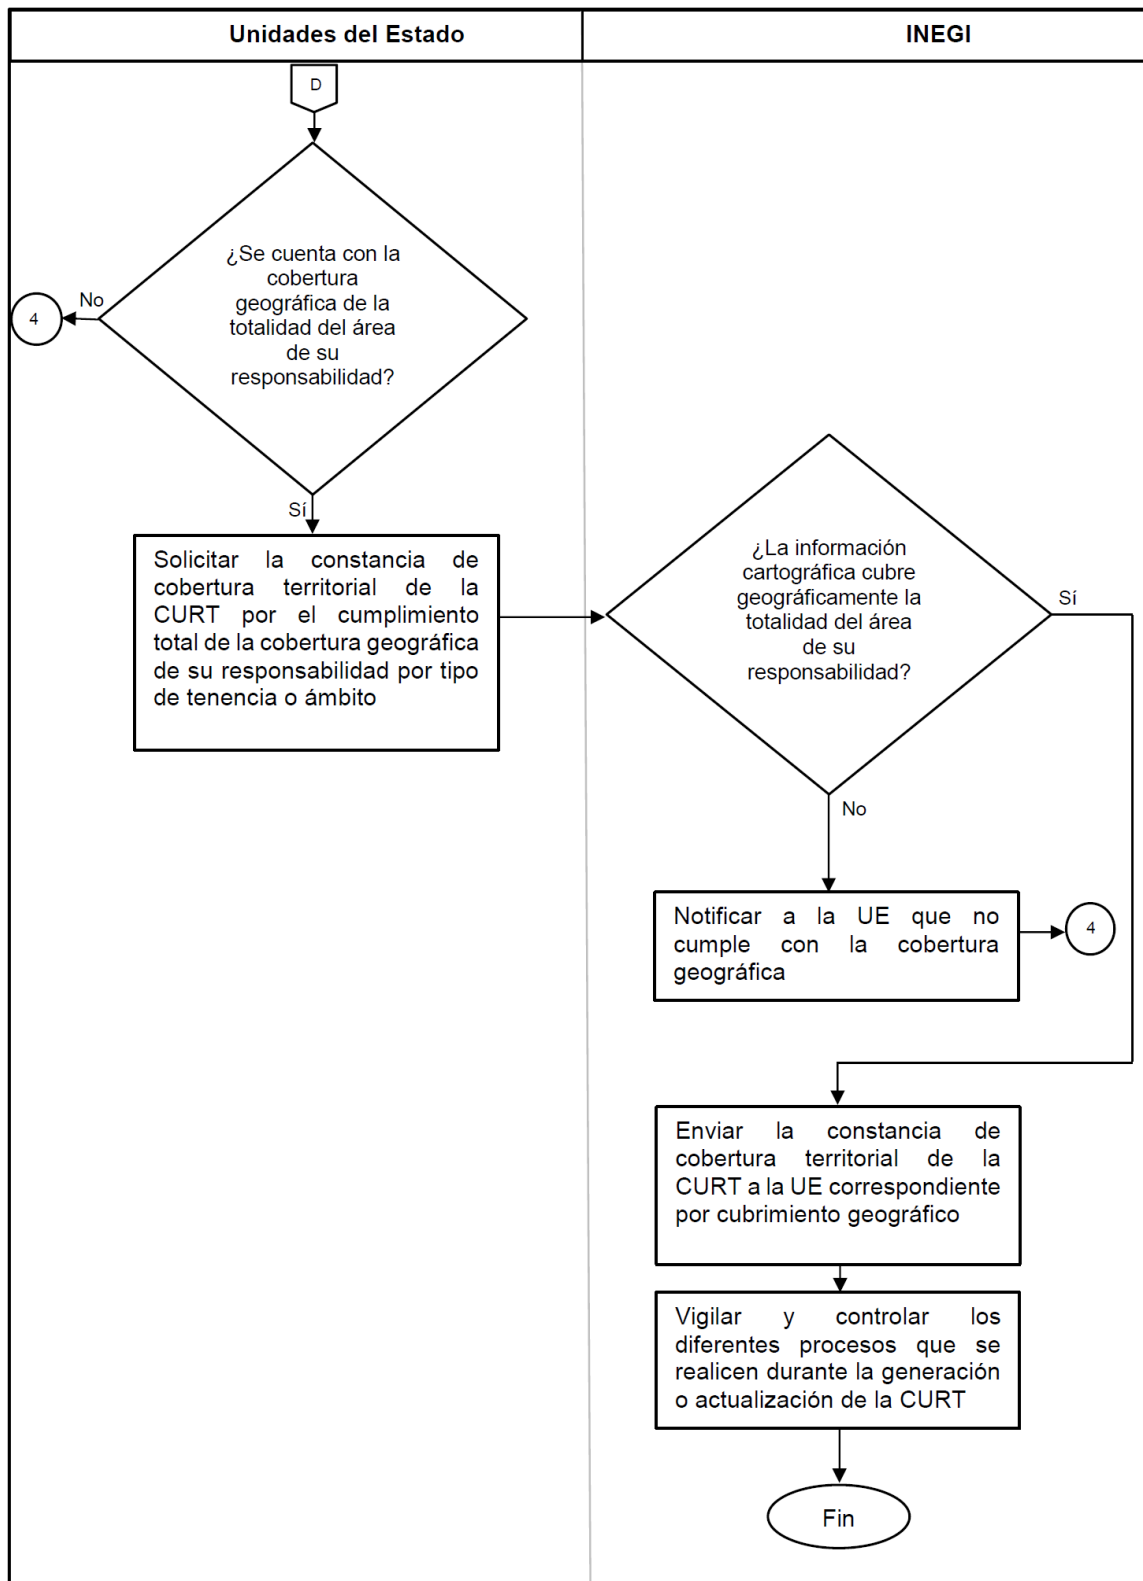 Unidades del Estado
INEGI
D
¿Se cuenta con la
cobertura
geográfica de la
totalidad del área
de su
responsabilidad?
No
4
Sí
Solicitar la constancia de
cobertura territorial de la
CURT por el cumplimiento
total de la cobertura geográfica
de su responsabilidad por tipo
de tenencia o ámbito
¿La información
cartográfica cubre
geográficamente la
totalidad del área
de su
responsabilidad?
Sí
No
Notificar a la UE que no
cumple con la cobertura
geográfica
4
Enviar la constancia de
cobertura territorial de la
CURT a la UE correspondiente
por cubrimiento geográfico
Vigilar y controlar los
diferentes procesos que se
realicen durante la generación
o actualización de la CURT
Fin